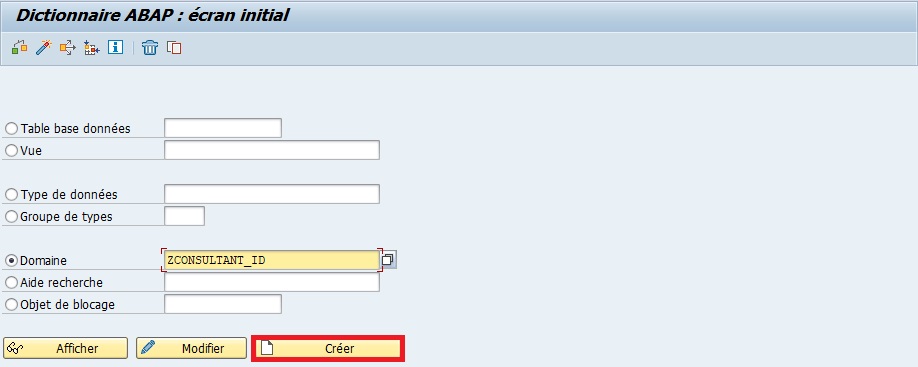 Dictionnaire ABAP : écran initial
Table base données
Vue
Type de données
Groupe de types
Domaine ZCONSULTANT_ID
Aide recherche
Objet de blocage
Afficher Modifier Créer